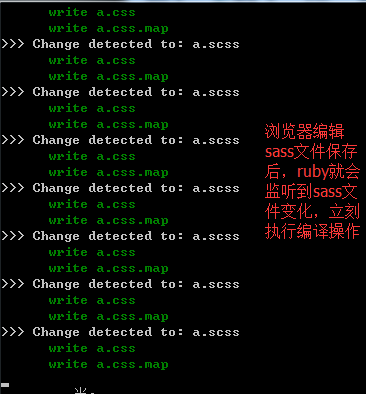 write a.css
write a.css.map
>>> Change detected to: a.scss
write a.css
write a.css.map
>>> Change detected to: a.scss
write a.css
write a.css.map
>>> Change detected to: a.scss
write a.css
write a.css.map
>>> Change detected to: a.scss
write a.css
write a.css.map
>>> Change detected to: a.scss
write a.css
write a.css.map
>>> Change detected to: a.scss
write a.css
write a.css.map
>>> Change detected to: a.scss
write a.css
write a.css.map
浏览器编辑
sass文件保存
后，ruby就会
监听到sass文
件变化，立刻
执行编译操作